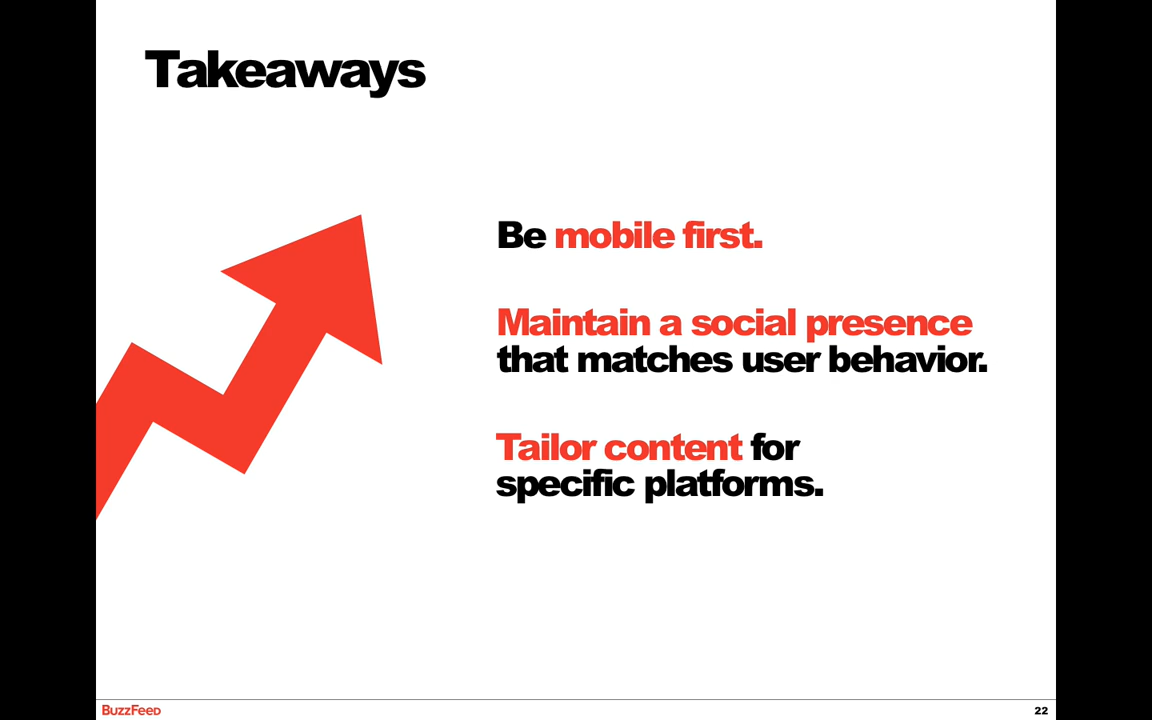 Takeaways
Be mobile first.
Maintain a social presence
that matches user behavior.
Tailor content for
specific platforms.
BuzzFeed
22